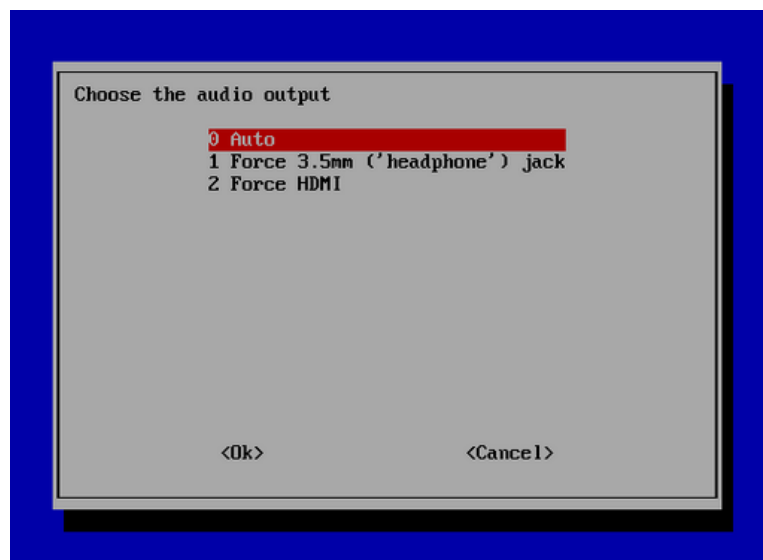 Choose the audio output
0 Auto
1 Force 3.5mm ('headphone') jack
2 Force HDMI
<Ok> <Cancel>